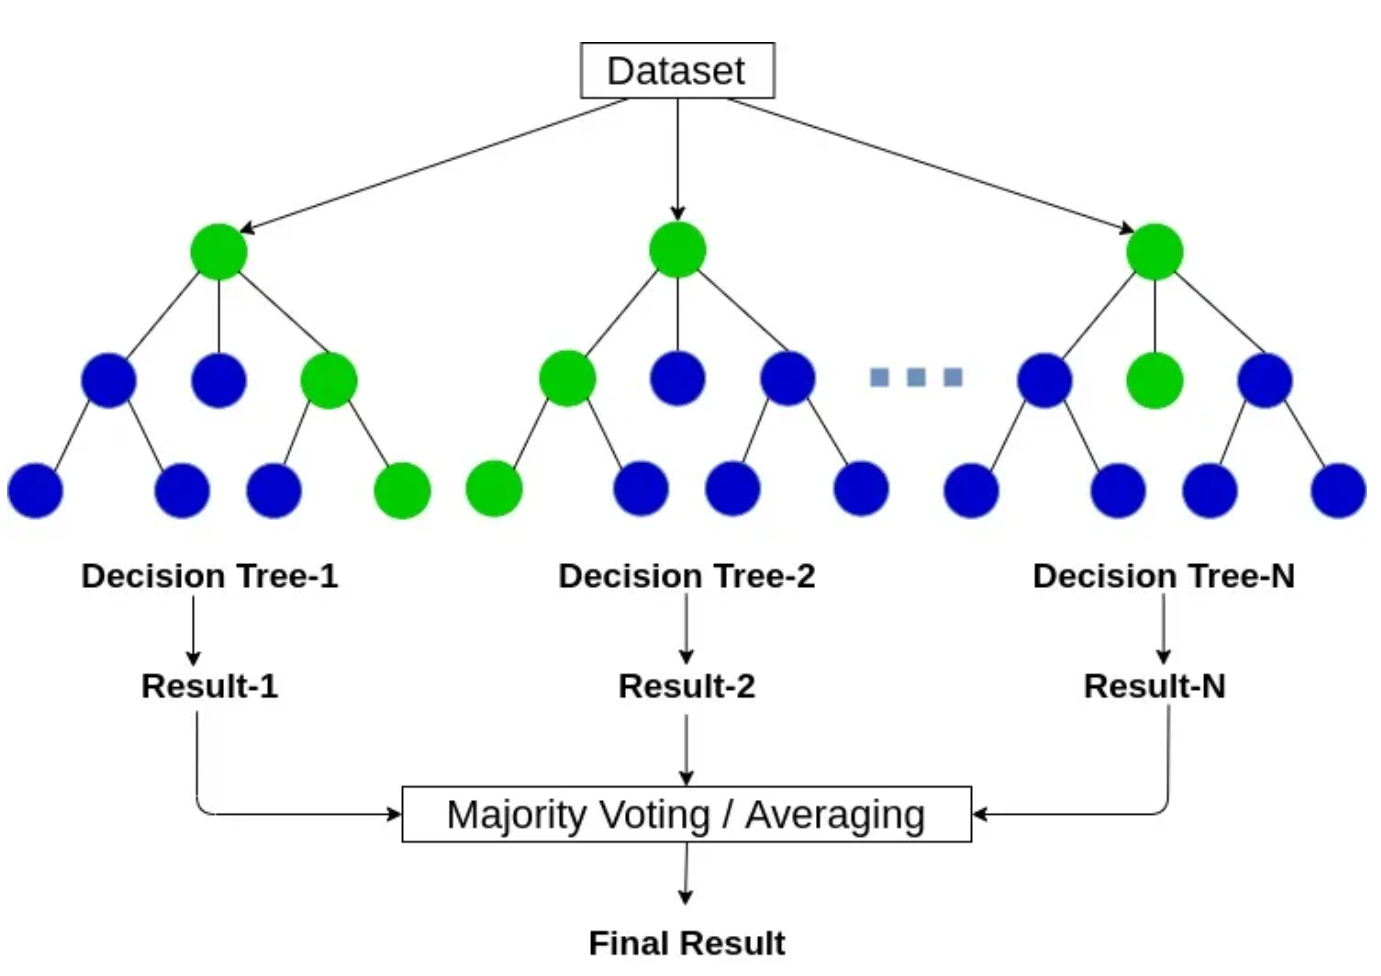 Dataset
Decision Tree-1
Decision Tree-2
Decision Tree-N
Result-1
Result-2
Result-N
Majority Voting / Averaging
Final Result